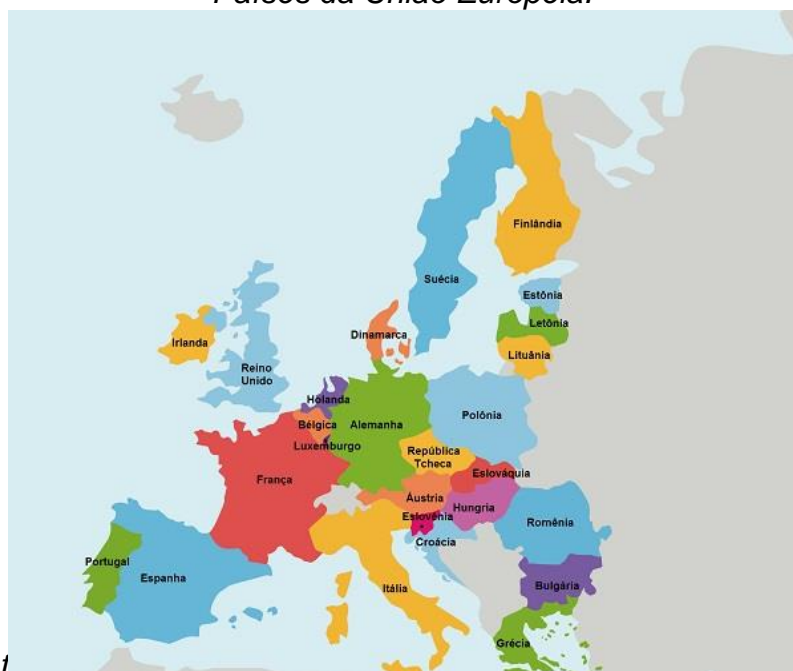 Países da União Europeia.
Finlândia
Suécia
Estônia
Letônia
Lituânia
Dinamarca
Irlanda
Reino
Unido
Holanda
Bélgica
Alemanha
Polônia
Luxemburgo
República
Tcheca
Eslováquia
França
Áustria
Hungria
Eslovênia
Croácia
Romênia
Portugal
Espanha
Itália
Bulgária
Grécia
f